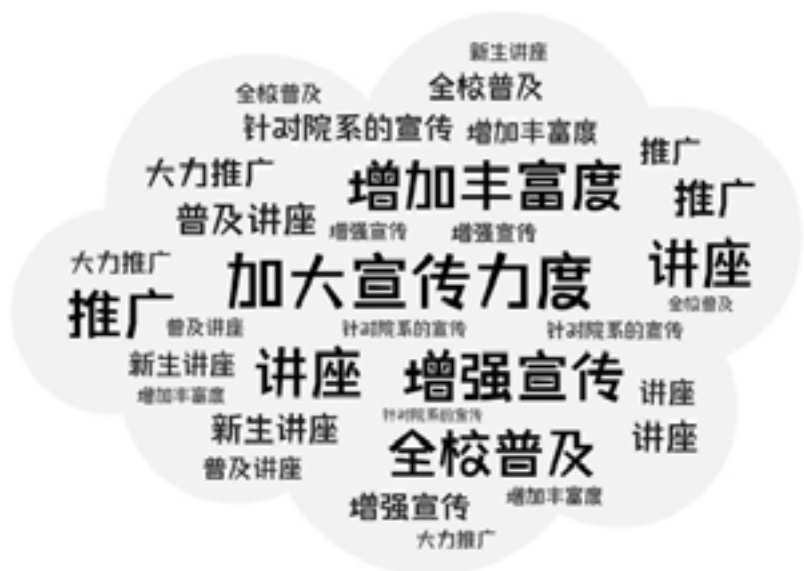 新生讲座
全校普及
全校普及
针对院系的宣传
增加丰富度
推广
大力推广
增加丰富度
推广
普及讲座
增强宣传
增强宣传
大力推广
加大宣传力度
讲座
全校普及
推广
普及讲座
针对院系的宣传
针对院系的宣传
新生讲座
讲座
增强宣传
讲座
增加丰富度
针对院系的宣传
新生讲座
讲座
普及讲座
全校普及
增强宣传
增加丰富度
大力推广